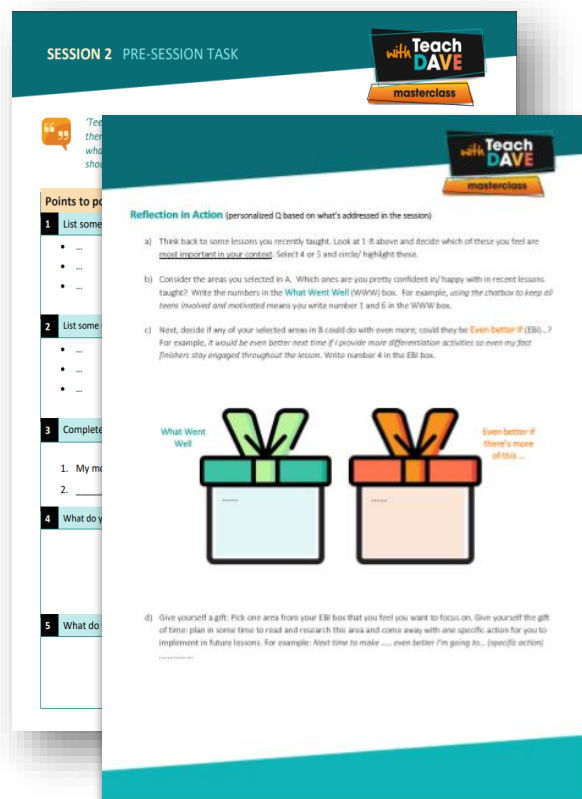 SESSION 2 PRE-SESSION TASK
with Teach
DAVE
masterclass
'Tee
ther
wha
shou
Points to po
1 List some
• ...
• ...
• ...
2 List some
• ...
• ...
• ...
3 Complete
1. My mo
2.
4 What do y
5 What do
with Teach
DAVE
masterclass
Reflection in Action (personalized Q based on what's addressed in the session)
a) Think back to some lessons you recently taught. Look at 1-8 above and decide which of these you feel are
most important in your context. Select 4 or 5 and circle/ highlight these.
b) Consider the areas you selected in A. Which ones are you pretty confident in/ happy with in recent lessons
taught? Write the numbers in the What Went Well (WWW) box. For example, using the chatbox to keep all
teens involved and motivated means you write number 1 and 6 in the WWW box.
c) Next, decide if any of your selected areas in B could do with even more; could they be Even better if (EBI)...?
For example, it would be even better next time if I provide more differentiation activities so even my fast
finishers stay engaged throughout the lesson. Write number 4 in the EBI box.
What Went
Well
......
......
Even better if
there's more
of this ...
d) Give yourself a gift: Pick one area from your EBI box that you feel you want to focus on. Give yourself the gift
of time: plan in some time to read and research this area and come away with one specific action for you to
implement in future lessons. For example: Next time to make ..... even better I'm going to... (specific action)
.............